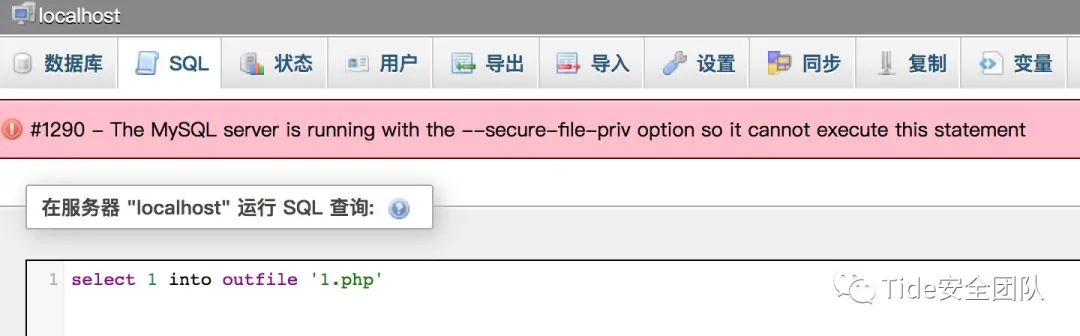 localhost
数据库 SQL 状态 用户 导出 导入 设置 同步 复制 变量
#1290 - The MySQL server is running with the --secure-file-priv option so it cannot execute this statement
在服务器 "localhost" 运行 SQL 查询:
1 select 1 into outfile '1.php'
Tide安全团队